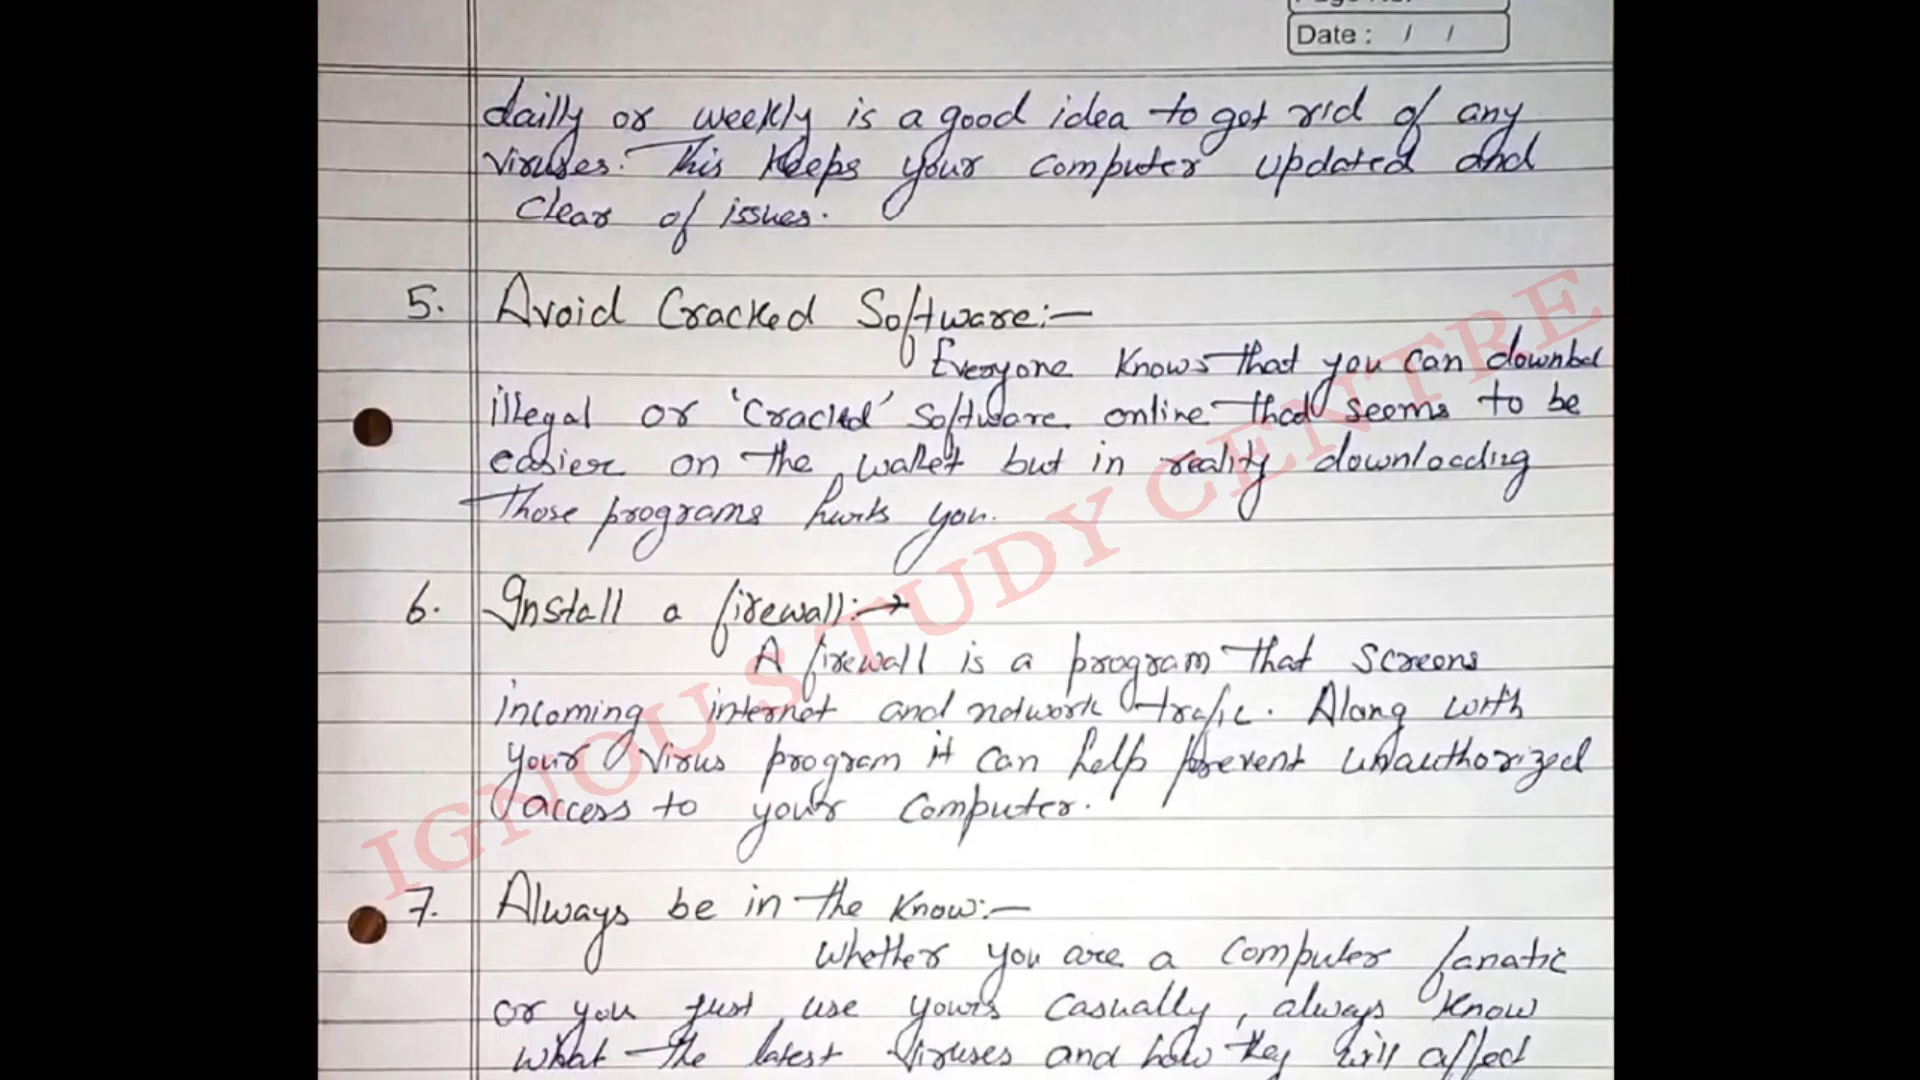 Date : / /
dailly or weekly is a good idea to get rid of any
viruses. This keeps your computer updated and
clear of issues.
5. Avoid Cracked Software:—
Everyone knows that you can
illegal or 'Cracked' software online that seems to be
easier on the wallet but in reality downloading
those programs hurts you.
6. Install a firewall:→
A firewall is a program that screens
incoming internet and network trafic. Along with
your virus program it can help prevent unauthorized
access to your computer.
7. Always be in the know:—
Whether you are a computer fanatic
or you just use yours casually, always know
what the latest viruses and how they will affect
IGNOU STUDY CENTRE